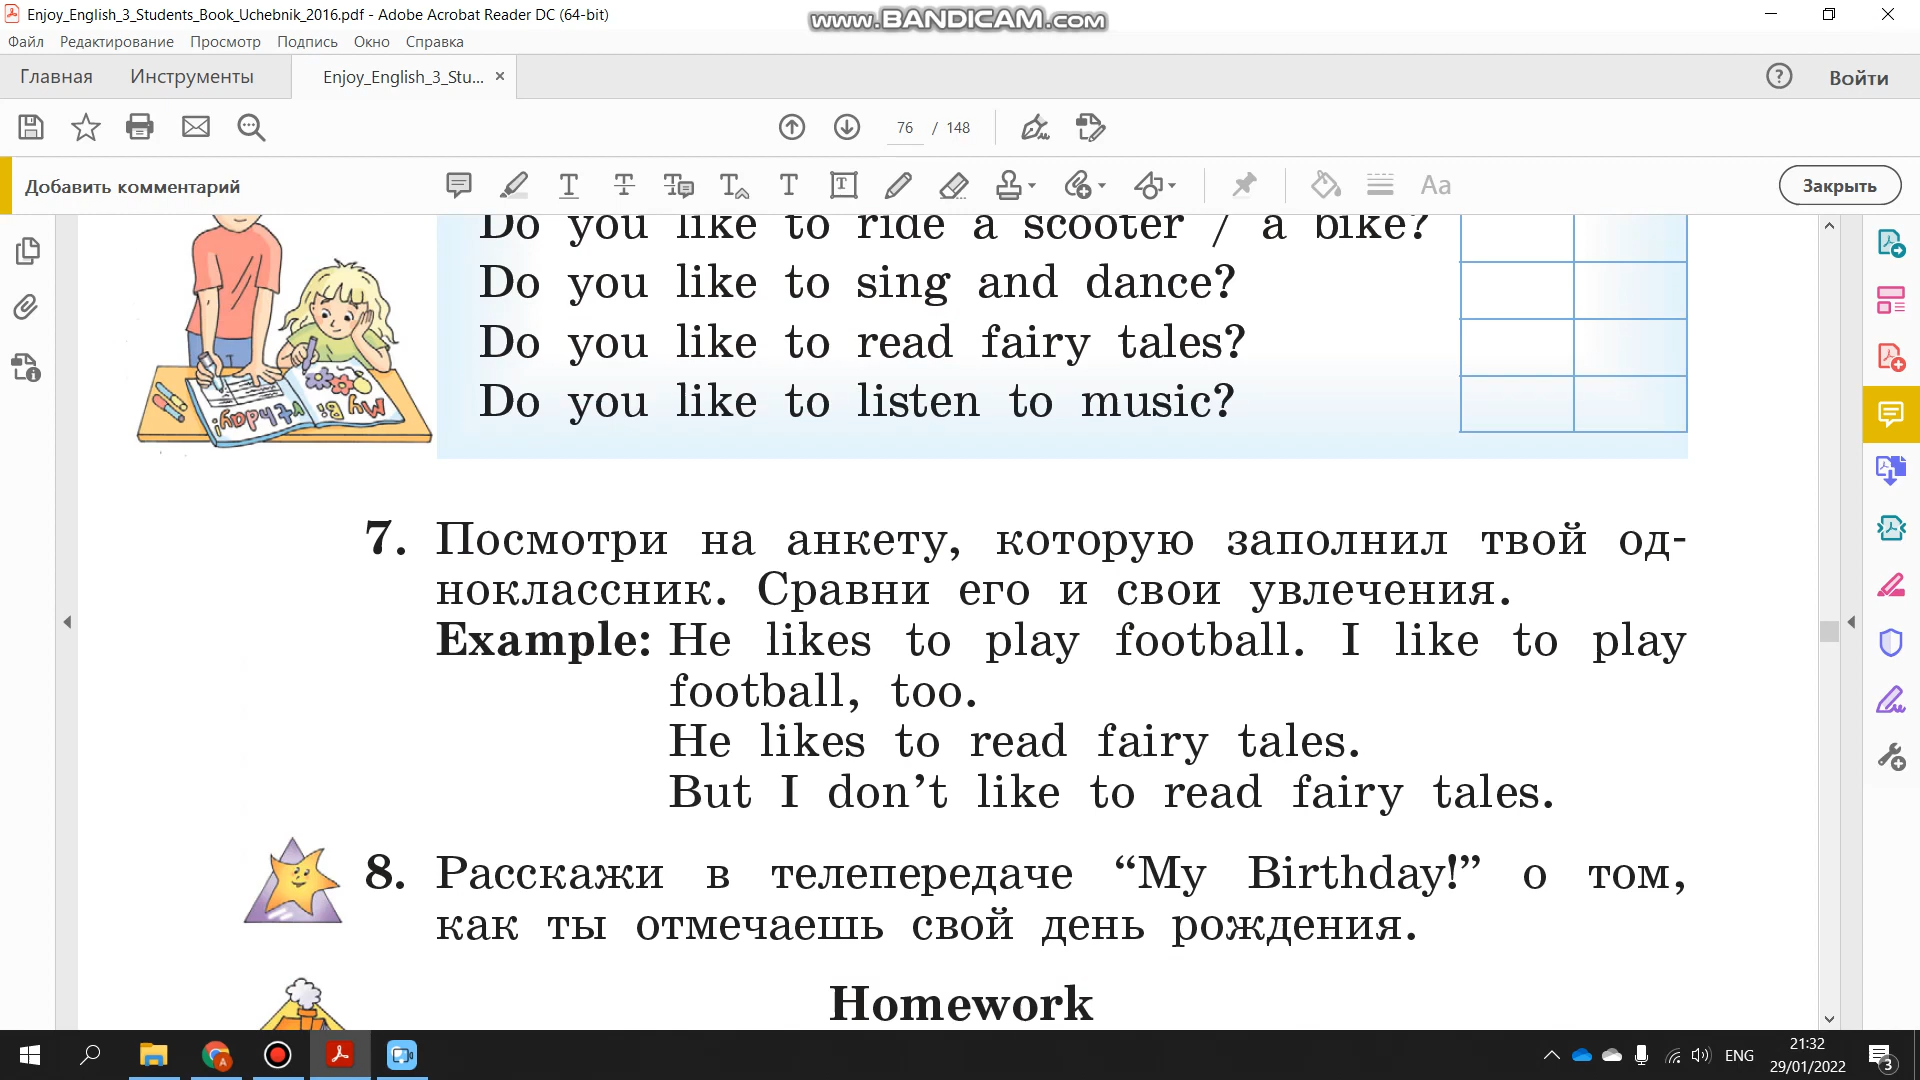 Enjoy_English_3_Students_Book_Uchebnik_2016.pdf - Adobe Acrobat Reader DC (64-bit)
www.BANDICAM.com
Файл Редактирование Просмотр Подпись Окно Справка
Главная Инструменты Enjoy_English_3_Stu... × Войти
76 / 148
Добавить комментарий
Aa
Закрыть
Do you like to ride a scooter / a bike?
Do you like to sing and dance?
Do you like to read fairy tales?
Do you like to listen to music?
My Birthday!
7. Посмотри на анкету, которую заполнил твой од-
ноклассник. Сравни его и свои увлечения.
Example: He likes to play football. I like to play
football, too.
He likes to read fairy tales.
But I don’t like to read fairy tales.
8. Расскажи в телепередаче “My Birthday!” о том,
как ты отмечаешь свой день рождения.
Homework
ENG
21:32
29/01/2022
3